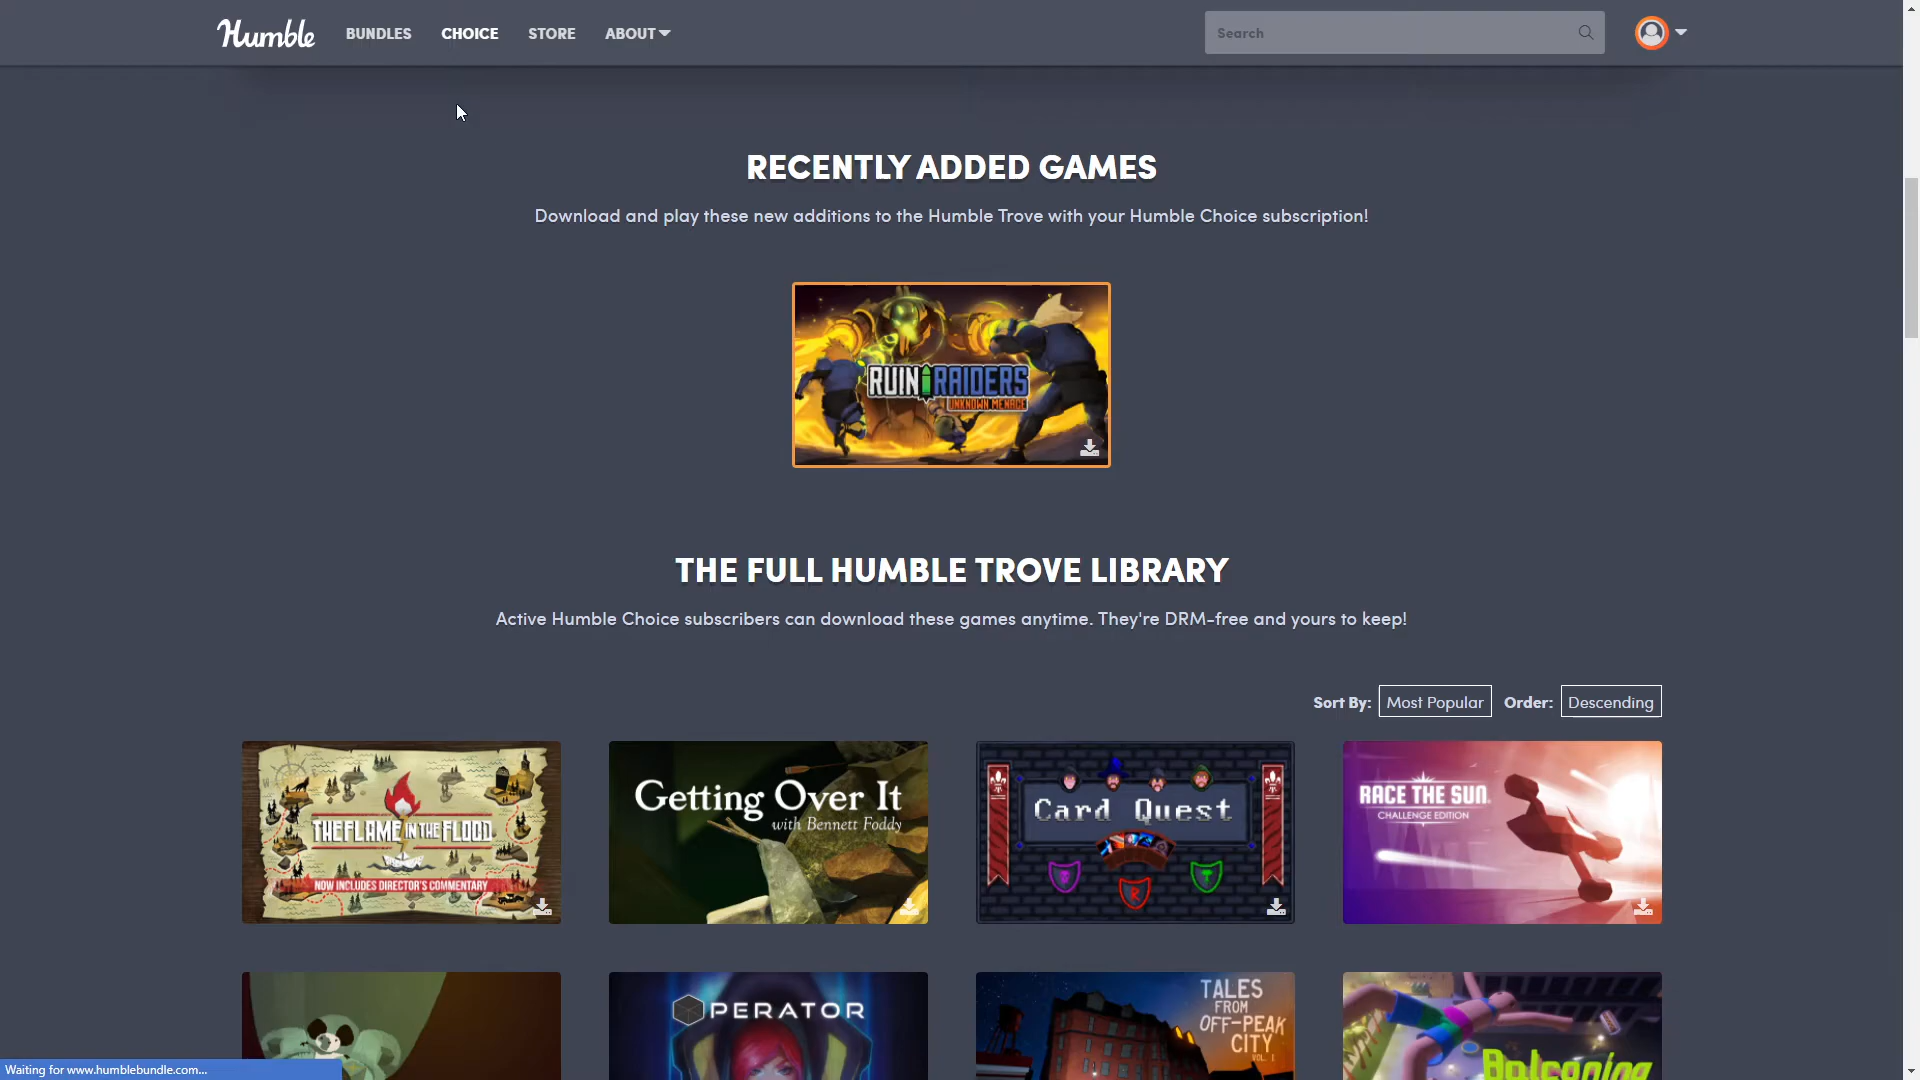 Humble
BUNDLES
CHOICE
STORE
ABOUT
Search
RECENTLY ADDED GAMES
Download and play these new additions to the Humble Trove with your Humble Choice subscription!
RUIN RAIDERS
UNKNOWN MENACE
THE FULL HUMBLE TROVE LIBRARY
Active Humble Choice subscribers can download these games anytime. They're DRM-free and yours to keep!
Sort By: Most Popular Order: Descending
THE FLAME IN THE FLOOD
NOW INCLUDES DIRECTOR'S COMMENTARY
Getting Over It
with Bennett Foddy
Card Quest
R
RACE THE SUN
CHALLENGE EDITION
PERATOR
TALES
FROM
OFF-PEAK
CITY
VOL. 1
Balconing
Waiting for www.humblebundle.com...